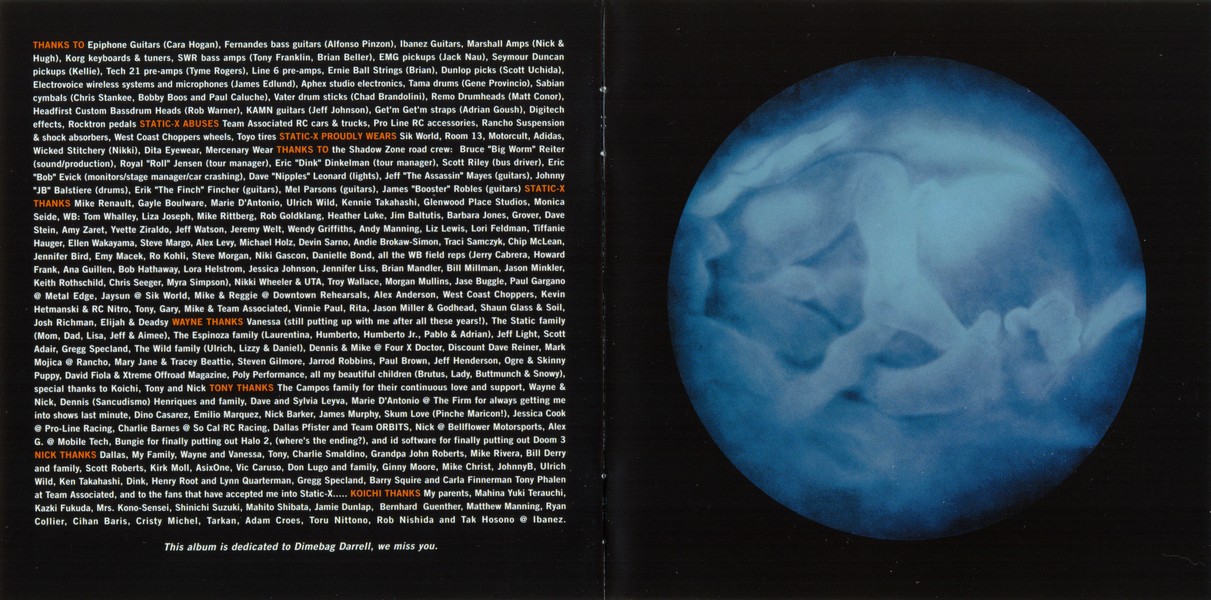 THANKS TO Epiphone Guitars (Cara Hogan), Fernandes bass guitars (Alfonso Pinzon), Ibanez Guitars, Marshall Amps (Nick &
Hugh), Korg keyboards & tuners, SWR bass amps (Tony Franklin, Brian Beller), EMG pickups (Jack Nau), Seymour Duncan
pickups (Kellie), Tech 21 pre-amps (Tyme Rogers), Line 6 pre-amps, Ernie Ball Strings (Brian), Dunlop picks (Scott Uchida),
Electrovoice wireless systems and microphones (James Edlund), Aphex studio electronics, Tama drums (Gene Provincio), Sabian
cymbals (Chris Stankee, Bobby Boos and Paul Caluche), Vater drum sticks (Chad Brandolini), Remo Drumheads (Matt Conor),
Headfirst Custom Bassdrum Heads (Rob Warner), KAMN guitars (Jeff Johnson), Get'm Get'm straps (Adrian Goush), Digitech
effects, Rocktron pedals STATIC-X ABUSES Team Associated RC cars & trucks, Pro Line RC accessories, Rancho Suspension
& shock absorbers, West Coast Choppers wheels, Toyo tires STATIC-X PROUDLY WEARS Sik World, Room 13, Motorcult, Adidas,
Wicked Stitchery (Nikki), Dita Eyewear, Mercenary Wear THANKS TO the Shadow Zone road crew: Bruce "Big Worm" Reiter
(sound/production), Royal "Roll" Jensen (tour manager), Eric "Dink" Dinkelman (tour manager), Scott Riley (bus driver), Eric
"Bob" Evick (monitors/stage manager/car crashing), Dave "Nipples" Leonard (lights), Jeff "The Assassin" Mayes (guitars), Johnny
"JB" Balstiere (drums), Erik "The Finch" Fincher (guitars), Mel Parsons (guitars), James "Booster" Robles (guitars) STATIC-X
THANKS Mike Renault, Gayle Boulware, Marie D'Antonio, Ulrich Wild, Kennie Takahashi, Glenwood Place Studios, Monica
Seide, WB: Tom Whalley, Liza Joseph, Mike Rittberg, Rob Goldklang, Heather Luke, Jim Baltutis, Barbara Jones, Grover, Dave
Stein, Amy Zaret, Yvette Ziraldo, Jeff Watson, Jeremy Welt, Wendy Griffiths, Andy Manning, Liz Lewis, Lori Feldman, Tiffanie
Hauger, Ellen Wakayama, Steve Margo, Alex Levy, Michael Holz, Devin Sarno, Andie Brokaw-Simon, Traci Samczyk, Chip McLean,
Jennifer Bird, Emy Macek, Ro Kohli, Steve Morgan, Niki Gascon, Danielle Bond, all the WB field reps (Jerry Cabrera, Howard
Frank, Ana Guillen, Bob Hathaway, Lora Helstrom, Jessica Johnson, Jennifer Liss, Brian Mandler, Bill Millman, Jason Minkler,
Keith Rothschild, Chris Seeger, Myra Simpson), Nikki Wheeler & UTA, Troy Wallace, Morgan Mullins, Jase Buggle, Paul Gargano
@ Metal Edge, Jaysun @ Sik World, Mike & Reggie @ Downtown Rehearsals, Alex Anderson, West Coast Choppers, Kevin
Hetmanski & RC Nitro, Tony, Gary, Mike & Team Associated, Vinnie Paul, Rita, Jason Miller & Godhead, Shaun Glass & Soil,
Josh Richman, Elijah & Deadsy WAYNE THANKS Vanessa (still putting up with me after all these years!), The Static family
(Mom, Dad, Lisa, Jeff & Aimee), The Espinoza family (Laurentina, Humberto, Humberto Jr., Pablo & Adrian), Jeff Light, Scott
Adair, Gregg Specland, The Wild family (Ulrich, Lizzy & Daniel), Dennis & Mike @ Four X Doctor, Discount Dave Reiner, Mark
Mojica @ Rancho, Mary Jane & Tracey Beattie, Steven Gilmore, Jarrod Robbins, Paul Brown, Jeff Henderson, Ogre & Skinny
Puppy, David Fiola & Xtreme Offroad Magazine, Poly Performance, all my beautiful children (Brutus, Lady, Buttmunch & Snowy),
special thanks to Koichi, Tony and Nick TONY THANKS The Campos family for their continuous love and support, Wayne &
Nick, Dennis (Sancudismo) Henriques and family, Dave and Sylvia Leyva, Marie D'Antonio @ The Firm for always getting me
into shows last minute, Dino Casarez, Emilio Marquez, Nick Barker, James Murphy, Skum Love (Pinche Maricon!), Jessica Cook
@ Pro-Line Racing, Charlie Barnes @ So Cal RC Racing, Dallas Pfister and Team ORBITS, Nick @ Bellflower Motorsports, Alex
G. @ Mobile Tech, Bungie for finally putting out Halo 2, (where's the ending?), and id software for finally putting out Doom 3
NICK THANKS Dallas, My Family, Wayne and Vanessa, Tony, Charlie Smaldino, Grandpa John Roberts, Mike Rivera, Bill Derry
and family, Scott Roberts, Kirk Moll, AsixOne, Vic Caruso, Don Lugo and family, Ginny Moore, Mike Christ, JohnnyB, Ulrich
Wild, Ken Takahashi, Dink, Henry Root and Lynn Quarterman, Gregg Specland, Barry Squire and Carla Finnerman Tony Phalen
at Team Associated, and to the fans that have accepted me into Static-X..... KOICHI THANKS My parents, Mahina Yuki Terauchi,
Kazki Fukuda, Mrs. Kono-Sensei, Shinichi Suzuki, Mahito Shibata, Jamie Dunlap, Bernhard Guenther, Matthew Manning, Ryan
Collier, Cihan Baris, Cristy Michel, Tarkan, Adam Croes, Toru Nittono, Rob Nishida and Tak Hosono @ Ibanez.
This album is dedicated to Dimebag Darrell, we miss you.